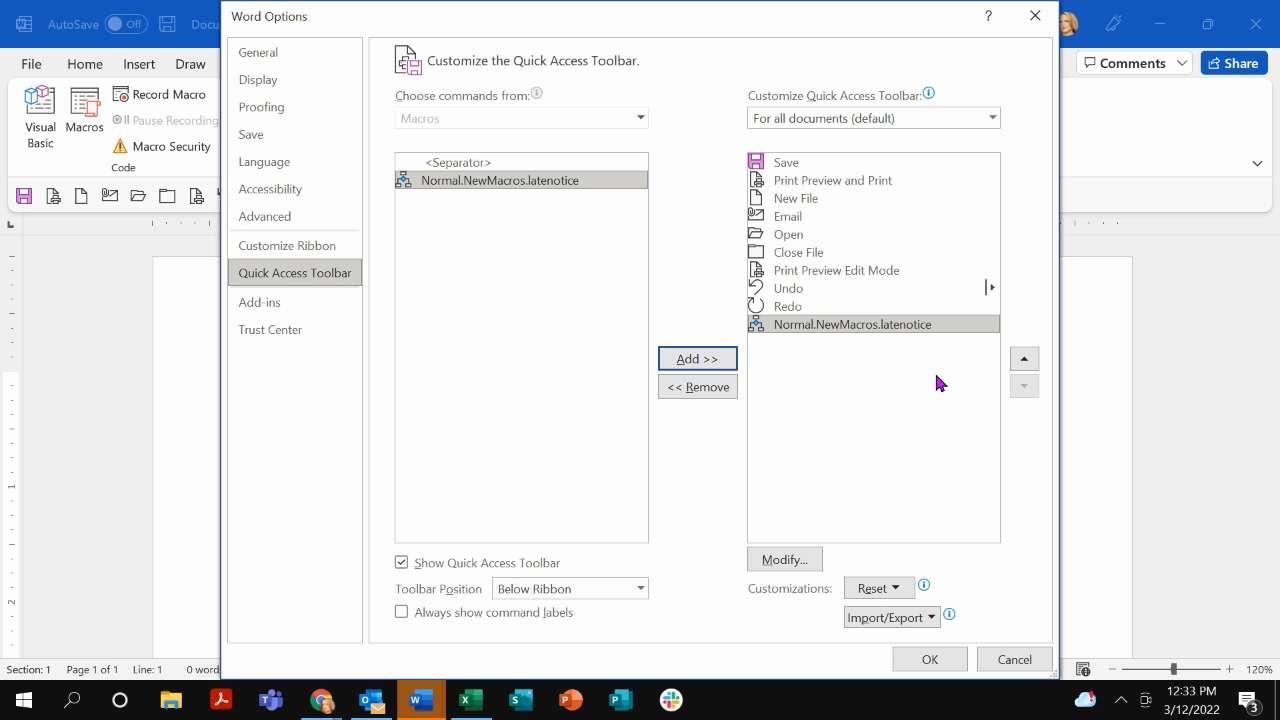 AutoSave Off Docu
Word Options
?
File Home Insert Draw
Comments Share
Visual Basic
Macros
Record Macro
Pause Recording
Macro Security
Code
General
Display
Proofing
Save
Language
Accessibility
Advanced
Customize Ribbon
Quick Access Toolbar
Add-ins
Trust Center
Customize the Quick Access Toolbar.
Choose commands from:
Macros
<Separator>
Normal.NewMacros.latenotice
Add >>
<< Remove
Customize Quick Access Toolbar:
For all documents (default)
Save
Print Preview and Print
New File
Email
Open
Close File
Print Preview Edit Mode
Undo
Redo
Normal.NewMacros.latenotice
Show Quick Access Toolbar
Toolbar Position Below Ribbon
Always show command labels
Modify...
Customizations: Reset
Import/Export
OK Cancel
1
2
Section: 1 Page 1 of 1 Line: 1 0 word
120%
12:33 PM
3/12/2022
3